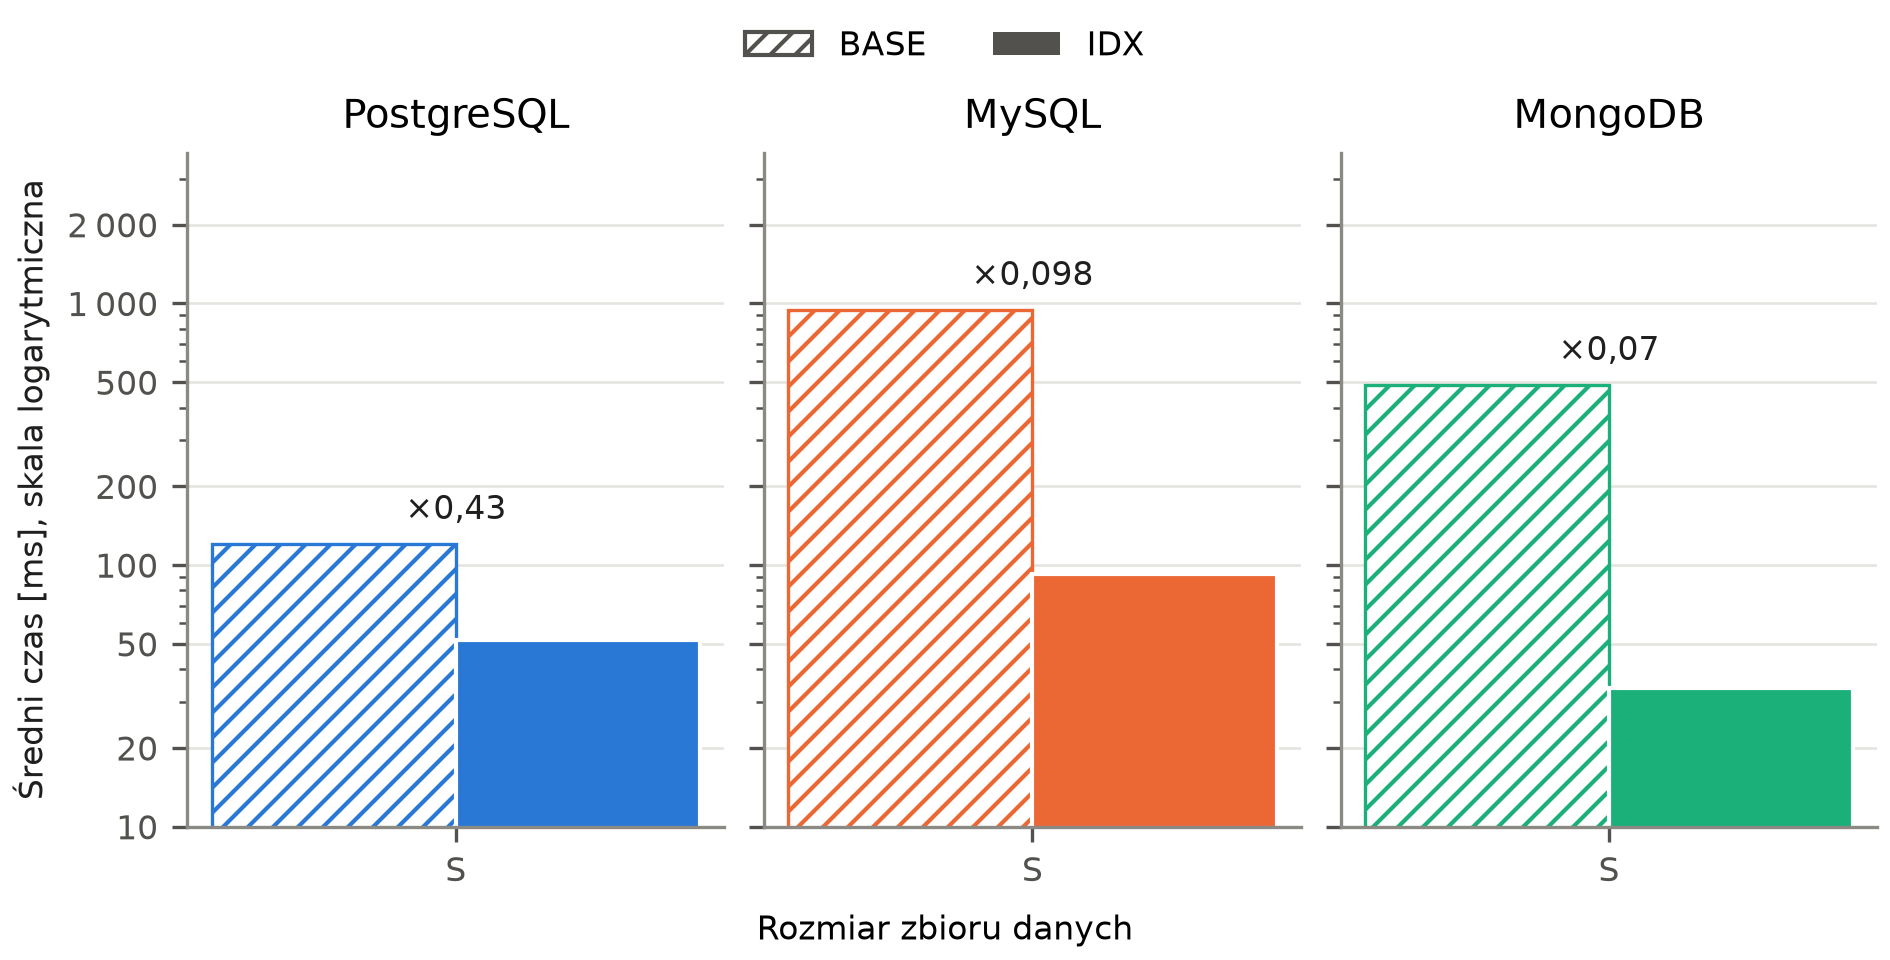 BASE IDX
PostgreSQL MySQL MongoDB
Średni czas [ms], skala logarytmiczna
2 000
1 000
500
200
100
50
20
10
×0,43
×0,098
×0,07
S S S
Rozmiar zbioru danych